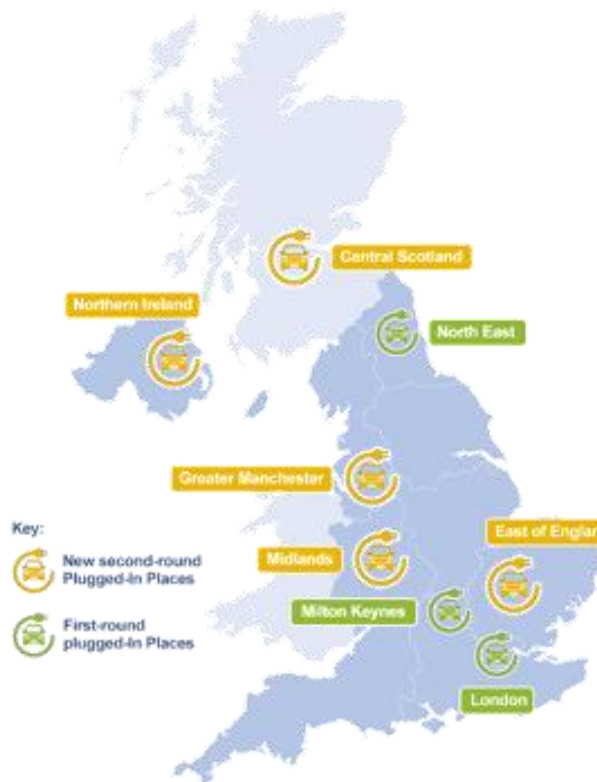 Central Scotland
Northern Ireland
North East
Greater Manchester
East of Englan
Midlands
Milton Keynes
London
Key:
New second-round
Plugged-In Places
First-round
plugged-In Places